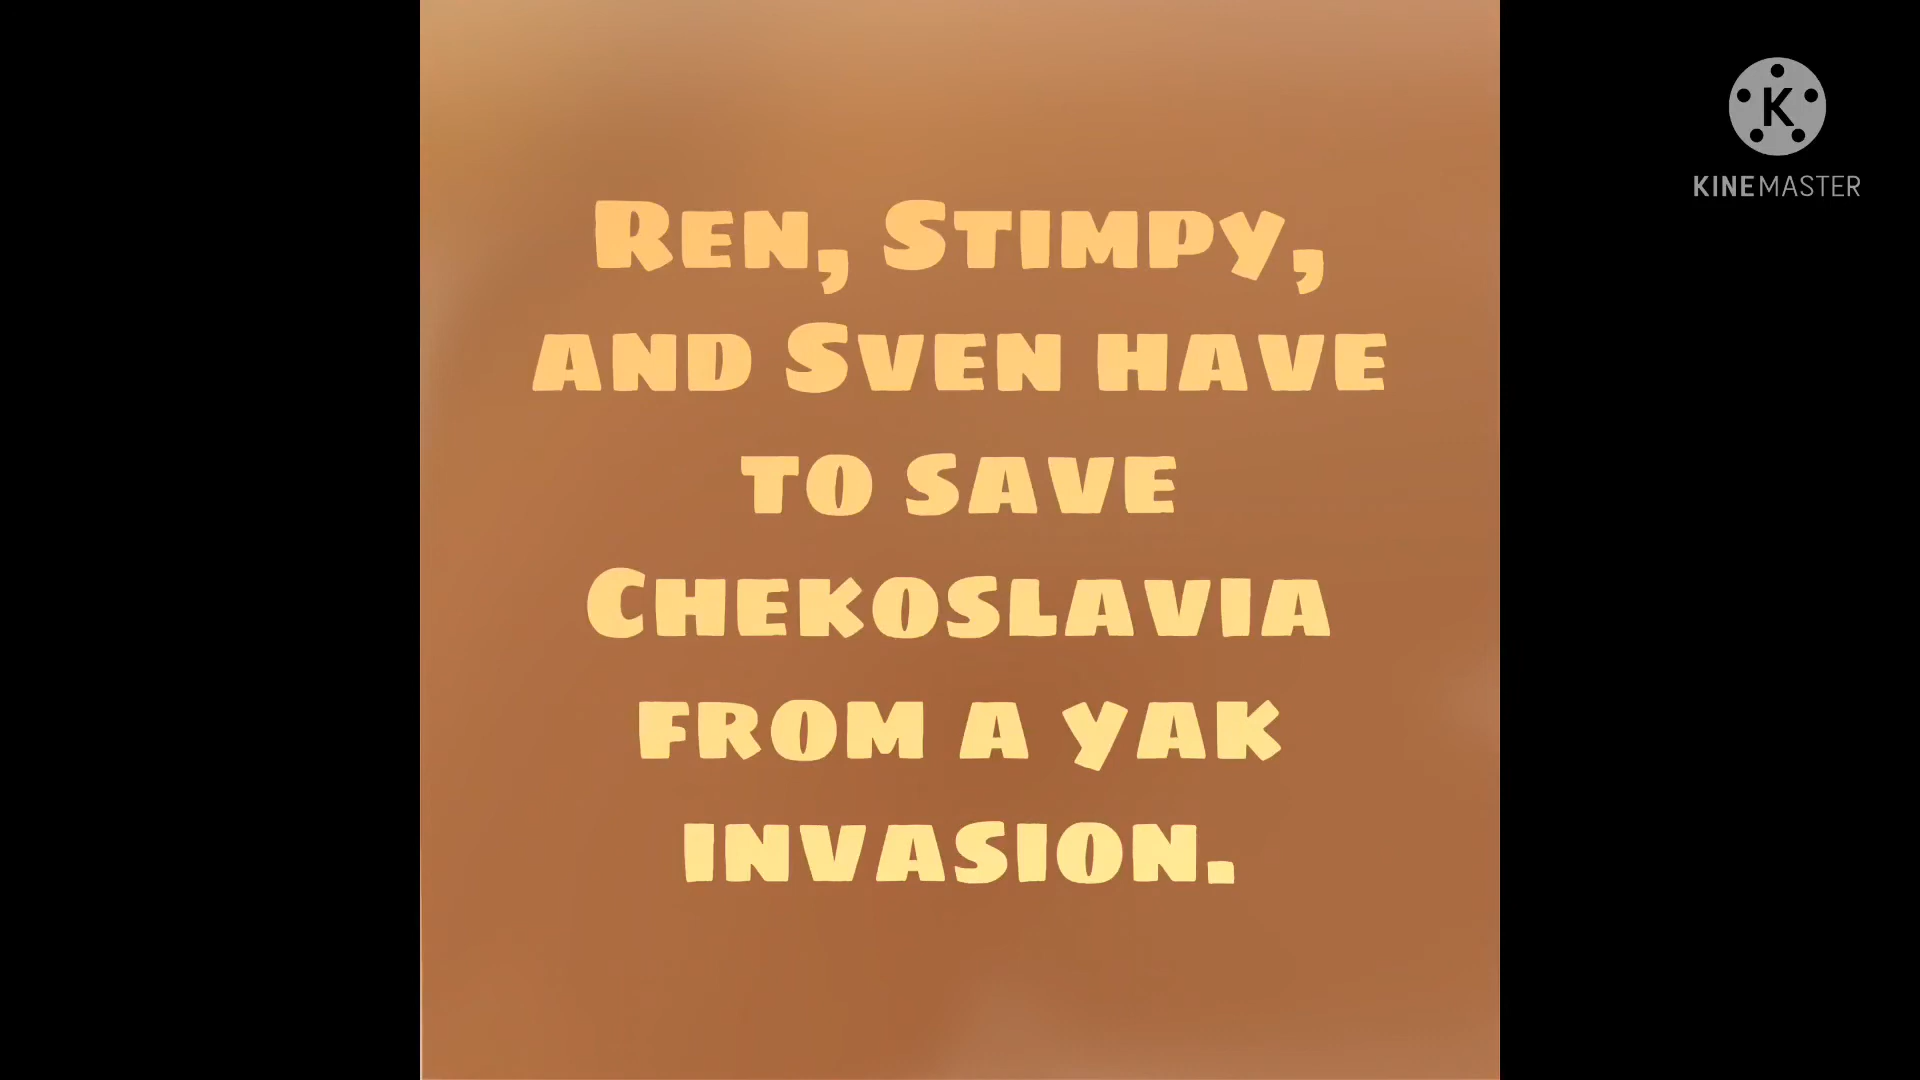 Ren, Stimpy,
and Sven have
to save
Chekoslavia
from a yak
invasion.
K
KINEMASTER